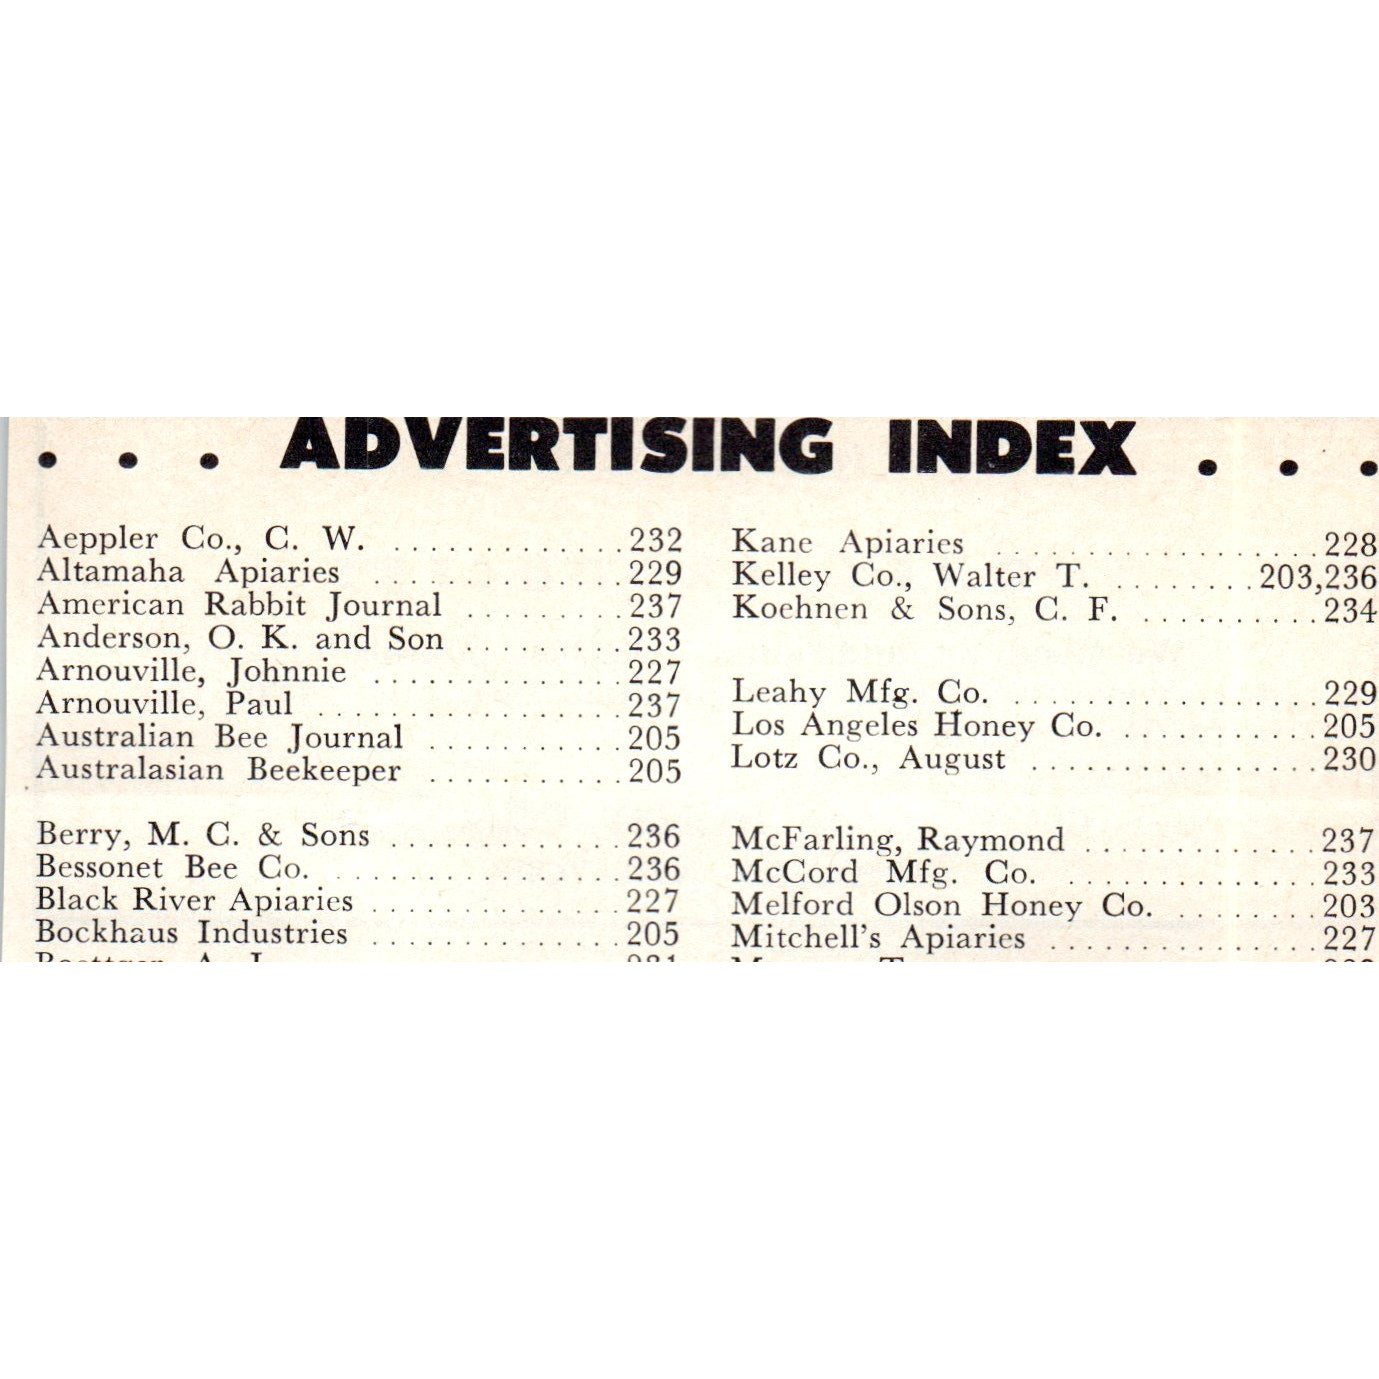 . . . ADVERTISING INDEX . . .
Aeppler Co., C. W. .............232
Altamaha Apiaries ..............229
American Rabbit Journal .........237
Anderson, O. K. and Son .........233
Arnouville, Johnnie ..............227
Arnouville, Paul .................237
Australian Bee Journal ...........205
Australasian Beekeeper ...........205
Berry, M. C. & Sons .............236
Bessonet Bee Co. ................236
Black River Apiaries ..............227
Bockhaus Industries ..............205
Kane Apiaries ..................228
Kelley Co., Walter T. ........203,236
Koehnen & Sons, C. F. ..........234
Leahy Mfg. Co. .................229
Los Angeles Honey Co. ...........205
Lotz Co., August ................230
McFarling, Raymond .............237
McCord Mfg. Co. ..............233
Melford Olson Honey Co. ........203
Mitchell's Apiaries ...............227